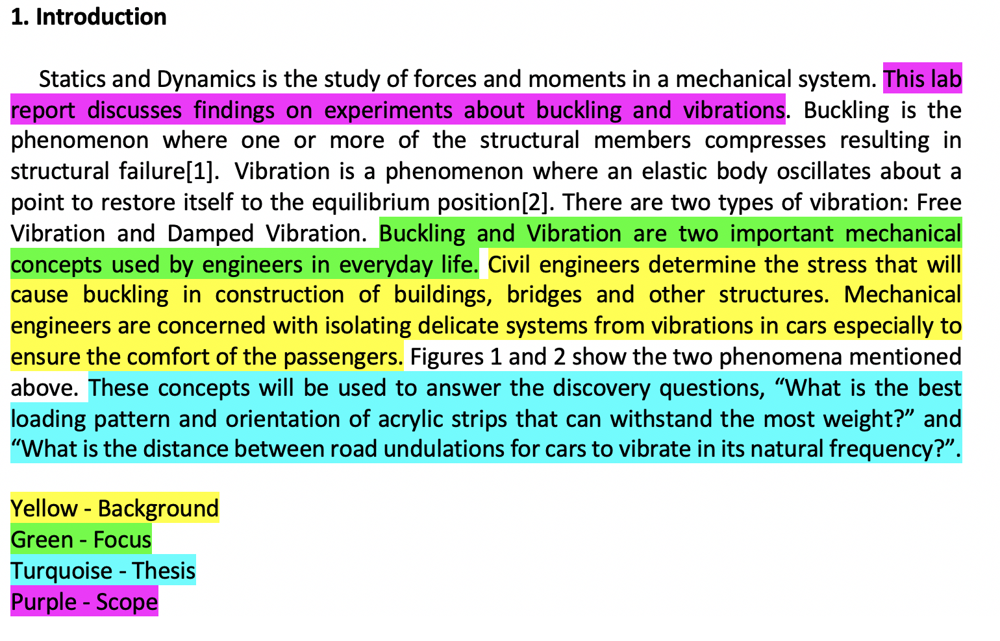 1. Introduction
Statics and Dynamics is the study of forces and moments in a mechanical system. This lab
report discusses findings on experiments about buckling and vibrations. Buckling is the
phenomenon where one or more of the structural members compresses resulting in
structural failure[1]. Vibration is a phenomenon where an elastic body oscillates about a
point to restore itself to the equilibrium position[2]. There are two types of vibration: Free
Vibration and Damped Vibration. Buckling and Vibration are two important mechanical
concepts used by engineers in everyday life. Civil engineers determine the stress that will
cause buckling in construction of buildings, bridges and other structures. Mechanical
engineers are concerned with isolating delicate systems from vibrations in cars especially to
ensure the comfort of the passengers. Figures 1 and 2 show the two phenomena mentioned
above. These concepts will be used to answer the discovery questions, “What is the best
loading pattern and orientation of acrylic strips that can withstand the most weight?” and
“What is the distance between road undulations for cars to vibrate in its natural frequency?”.
Yellow - Background
Green - Focus
Turquoise - Thesis
Purple - Scope